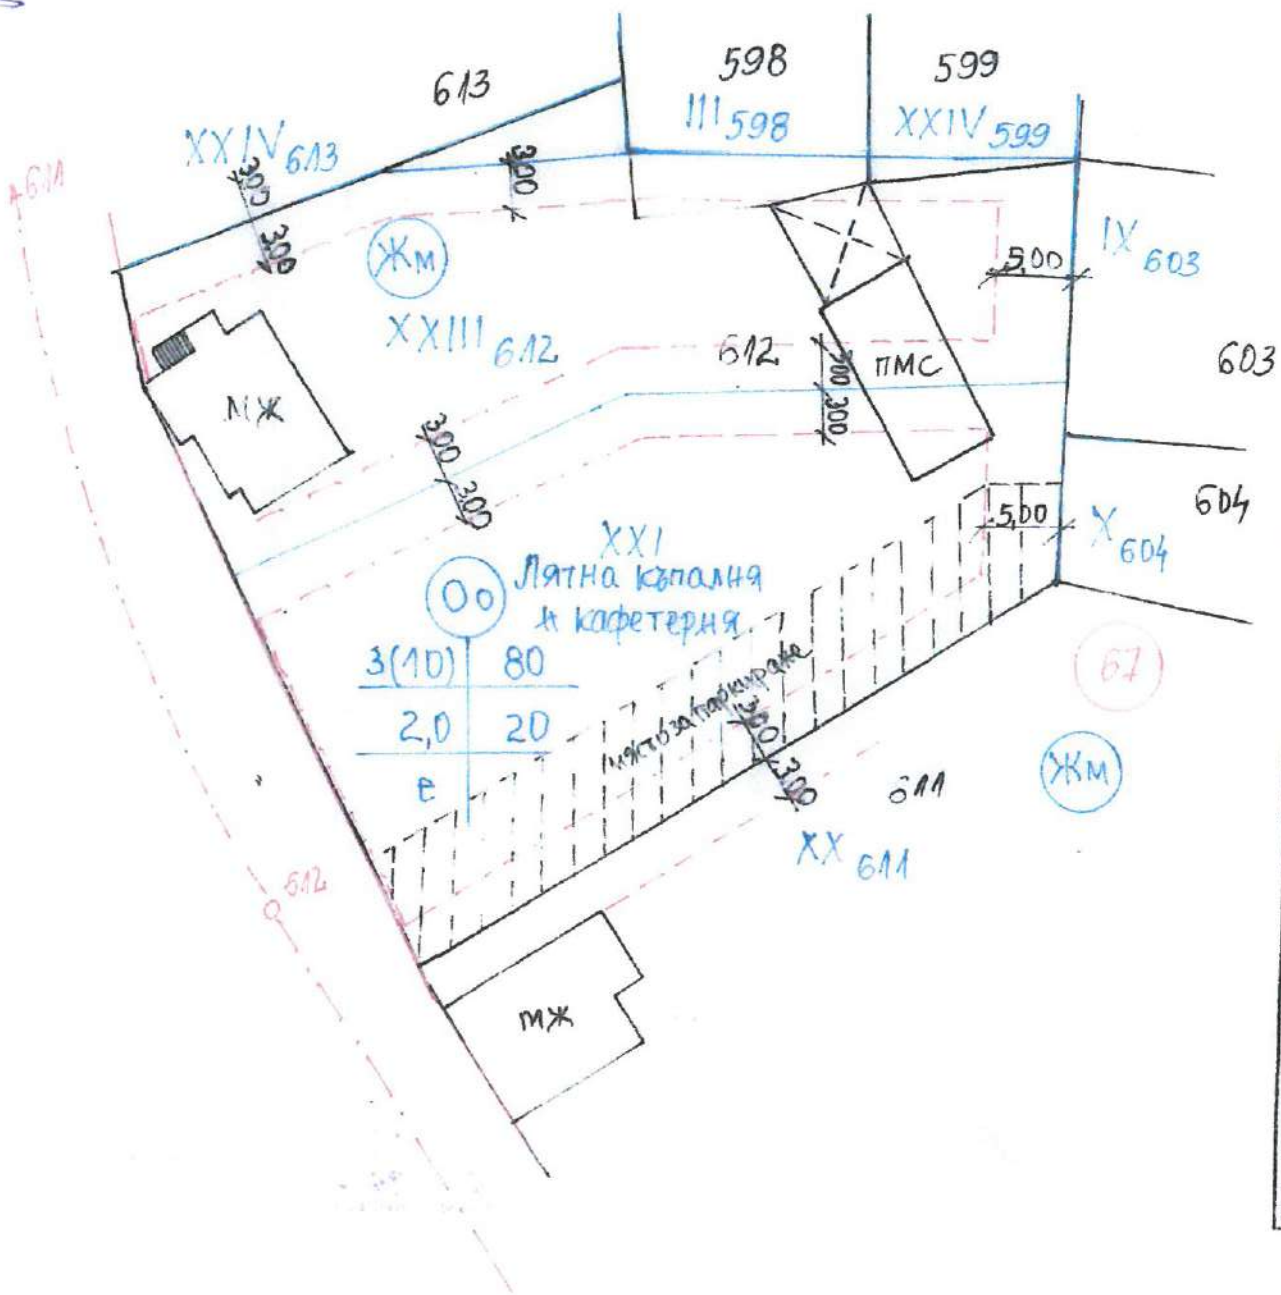 613
598
599
XXIV 613
III 598
XXIV 599
611
300
300
300
Жм
XXIII 612
5,00
IX 603
612
603
ПМС
300
300
МЖ
300
300
604
5,00
X 604
XXI
Лятна къпалня
и кафетерия
Оо
3(10) 80
2,0 20
е
място за паркиране
67
Жм
300
300
611
XX 611
612
МЖ